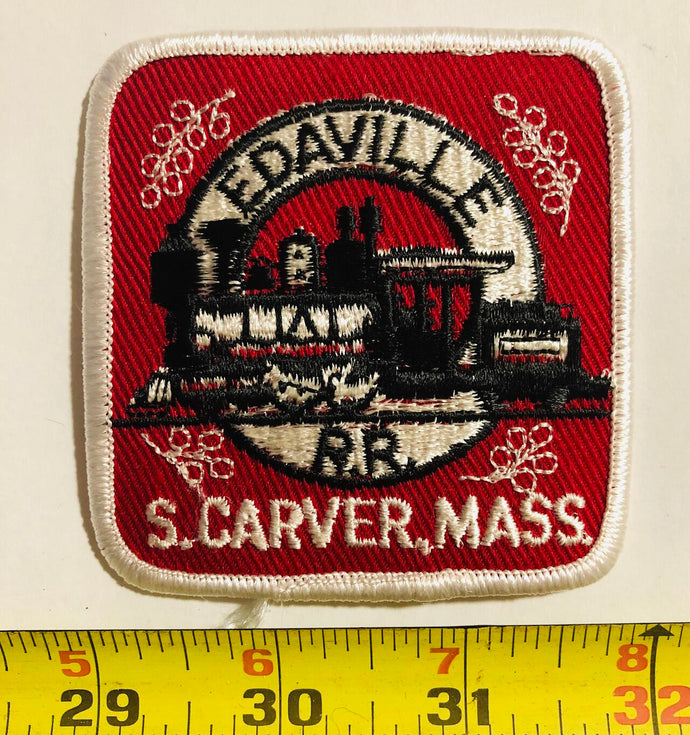 EDAVILLE
R.R.
S. CARVER, MASS.
5 6 7 8
29 30 31 32